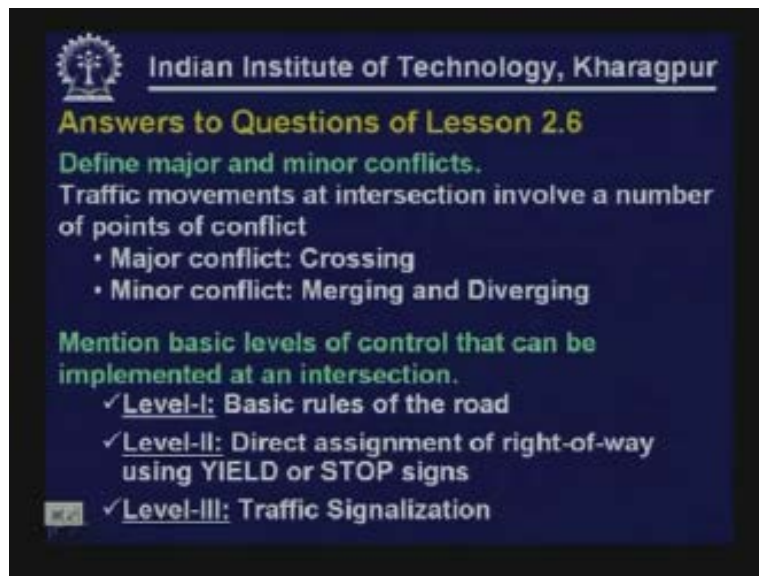 Indian Institute of Technology, Kharagpur
Answers to Questions of Lesson 2.6
Define major and minor conflicts.
Traffic movements at intersection involve a number
of points of conflict
• Major conflict: Crossing
• Minor conflict: Merging and Diverging
Mention basic levels of control that can be
implemented at an intersection.
✓Level-I: Basic rules of the road
✓Level-II: Direct assignment of right-of-way
using YIELD or STOP signs
✓Level-III: Traffic Signalization